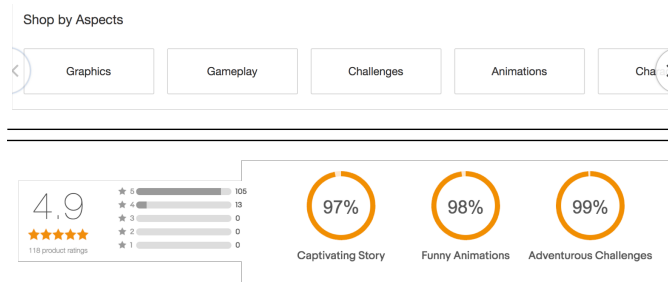 Shop by Aspects
Graphics Gameplay Challenges Animations
4.9
118 product ratings
5 105
4 13
3 0
2 0
1 0
97% 98% 99%
Captivating Story Funny Animations Adventurous Challenges